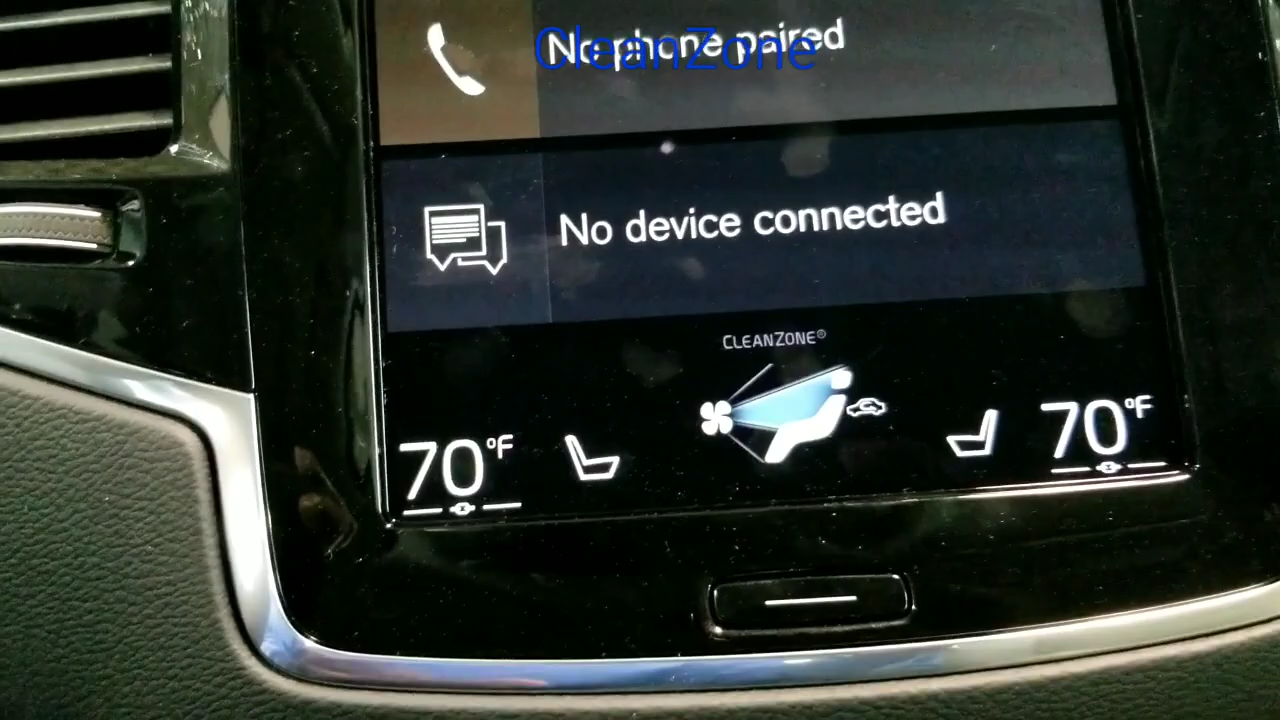 No phone paired
CleanZone
No device connected
CLEANZONE®
70°F
70°F